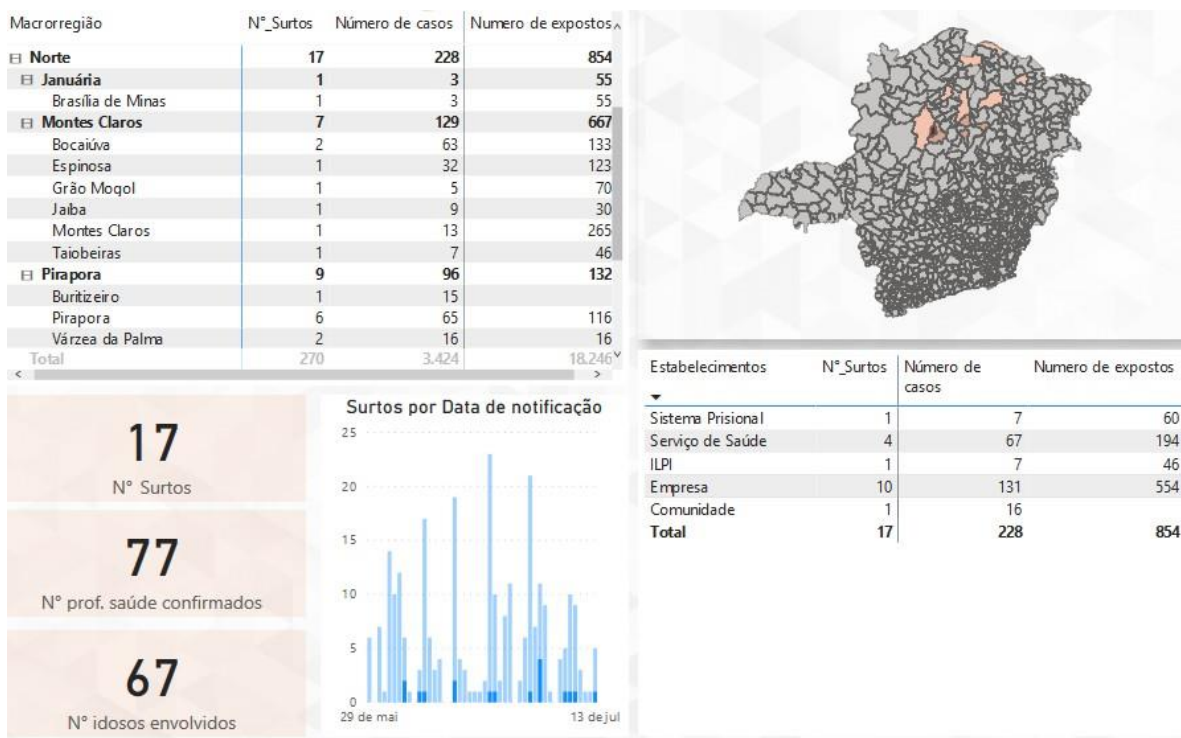 Macrorregião N°_Surtos Número de casos Numero de expostos
Norte 17 228 854
Januária 1 3 55
Brasília de Minas 1 3 55
Montes Claros 7 129 667
Bocaiúva 2 63 133
Espinosa 1 32 123
Grão Mogol 1 5 70
Jaíba 1 9 30
Montes Claros 1 13 265
Taiobeiras 1 7 46
Pirapora 9 96 132
Buritizeiro 1 15
Pirapora 6 65 116
Várzea da Palma 2 16 16
Total 270 3.424 18.246
17
N° Surtos
77
N° prof. saúde confirmados
67
N° idosos envolvidos
Surtos por Data de notificação
25
20
15
10
5
0
29 de mai 13 de jul
Estabelecimentos N°_Surtos Número de casos Numero de expostos
Sistema Prisional 1 7 60
Serviço de Saúde 4 67 194
ILPI 1 7 46
Empresa 10 131 554
Comunidade 1 16
Total 17 228 854